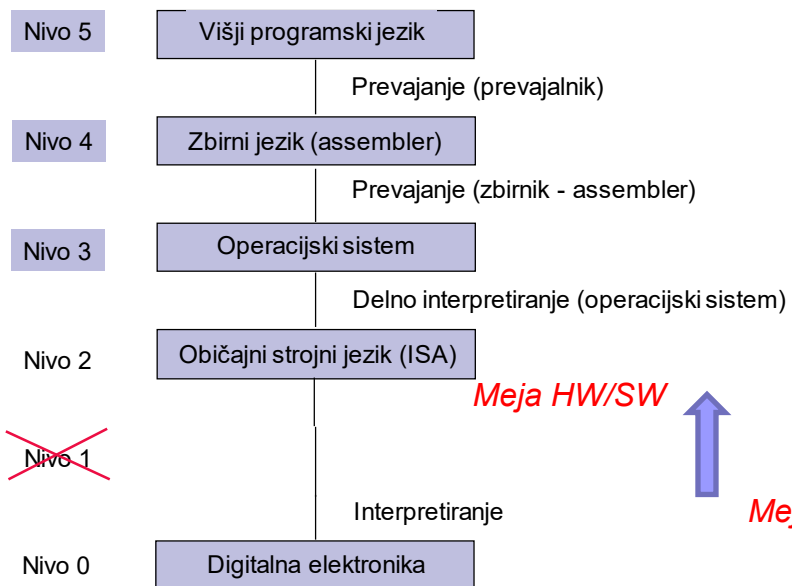 Nivo 5 Višji programski jezik
Prevajanje (prevajalnik)
Nivo 4 Zbirni jezik (assembler)
Prevajanje (zbirnik - assembler)
Nivo 3 Operacijski sistem
Delno interpretiranje (operacijski sistem)
Nivo 2 Običajni strojni jezik (ISA)
Meja HW/SW
Nivo 1
Interpretiranje
Nivo 0 Digitalna elektronika